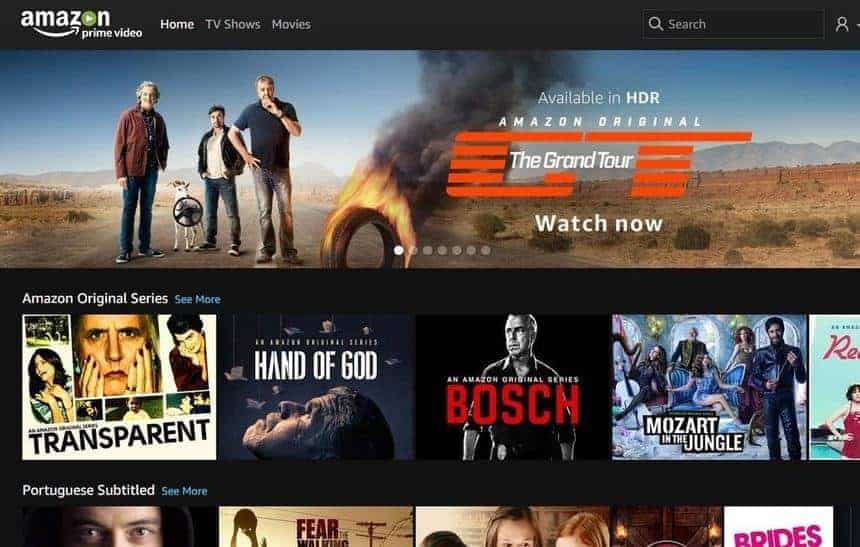 amazon
prime video
Home TV Shows Movies
Search
Available in HDR
AMAZON ORIGINAL
The Grand Tour
Watch now
Amazon Original Series See More
AN AMAZON ORIGINAL SERIES
TRANSPARENT
AN AMAZON ORIGINAL SERIES
HAND OF GOD
AN AMAZON ORIGINAL SERIES
BOSCH
MOZART
IN THE JUNGLE
Portuguese Subtitled See More
FEAR THE
WALKING
BRIDES